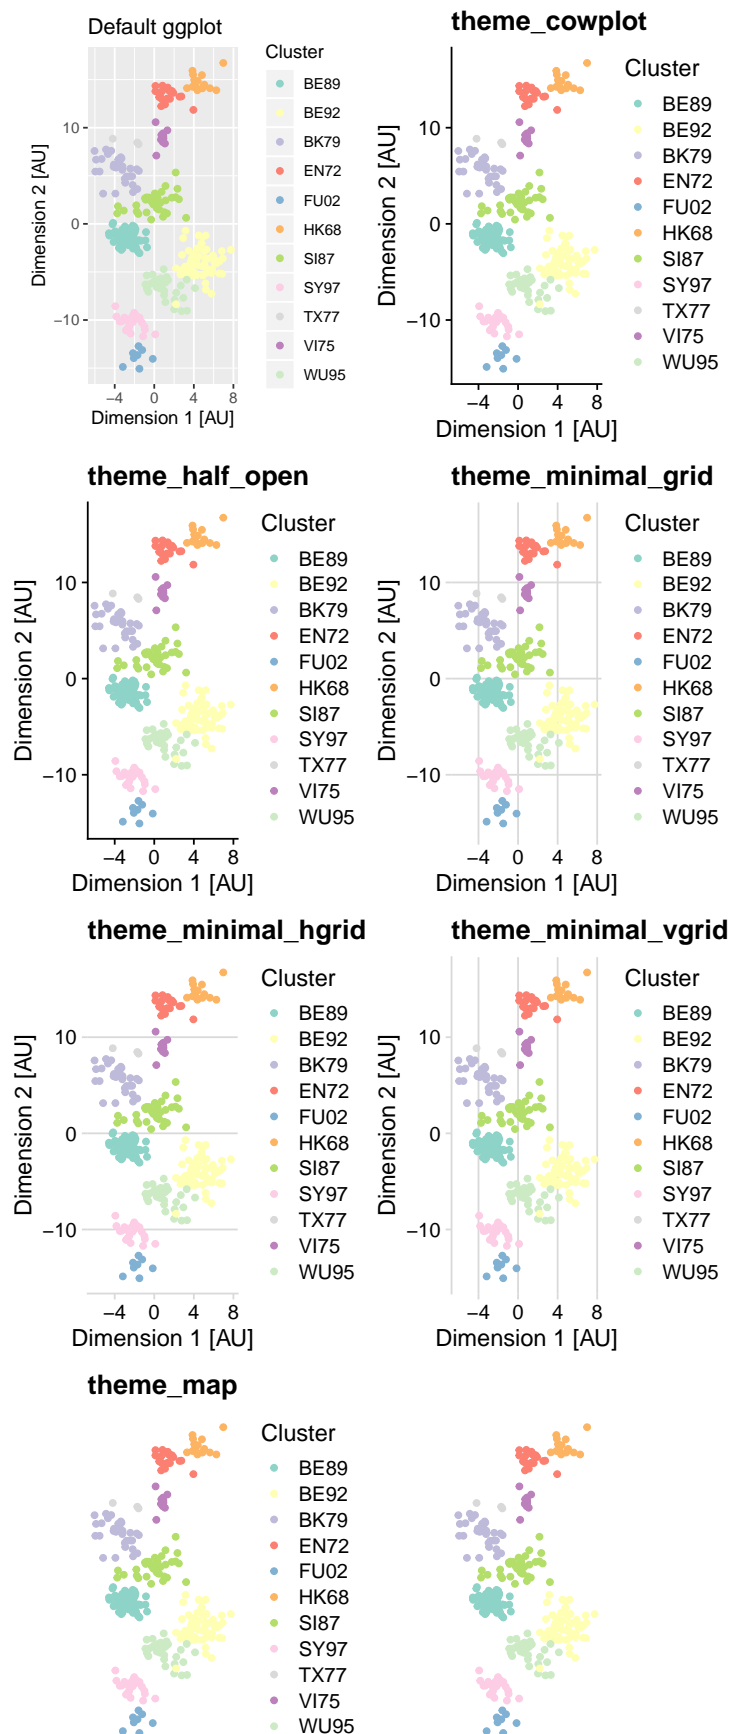 Default ggplot
Cluster
BE89
BE92
BK79
EN72
FU02
HK68
SI87
SY97
TX77
VI75
WU95
10
0
−10
−4 0 4 8
Dimension 1 [AU]
Dimension 2 [AU]
theme_cowplot
Cluster
BE89
BE92
BK79
EN72
FU02
HK68
SI87
SY97
TX77
VI75
WU95
10
0
−10
−4 0 4 8
Dimension 1 [AU]
Dimension 2 [AU]
theme_half_open
Cluster
BE89
BE92
BK79
EN72
FU02
HK68
SI87
SY97
TX77
VI75
WU95
10
0
−10
−4 0 4 8
Dimension 1 [AU]
Dimension 2 [AU]
theme_minimal_grid
Cluster
BE89
BE92
BK79
EN72
FU02
HK68
SI87
SY97
TX77
VI75
WU95
10
0
−10
−4 0 4 8
Dimension 1 [AU]
Dimension 2 [AU]
theme_minimal_hgrid
Cluster
BE89
BE92
BK79
EN72
FU02
HK68
SI87
SY97
TX77
VI75
WU95
10
0
−10
−4 0 4 8
Dimension 1 [AU]
Dimension 2 [AU]
theme_minimal_vgrid
Cluster
BE89
BE92
BK79
EN72
FU02
HK68
SI87
SY97
TX77
VI75
WU95
10
0
−10
−4 0 4 8
Dimension 1 [AU]
Dimension 2 [AU]
theme_map
Cluster
BE89
BE92
BK79
EN72
FU02
HK68
SI87
SY97
TX77
VI75
WU95